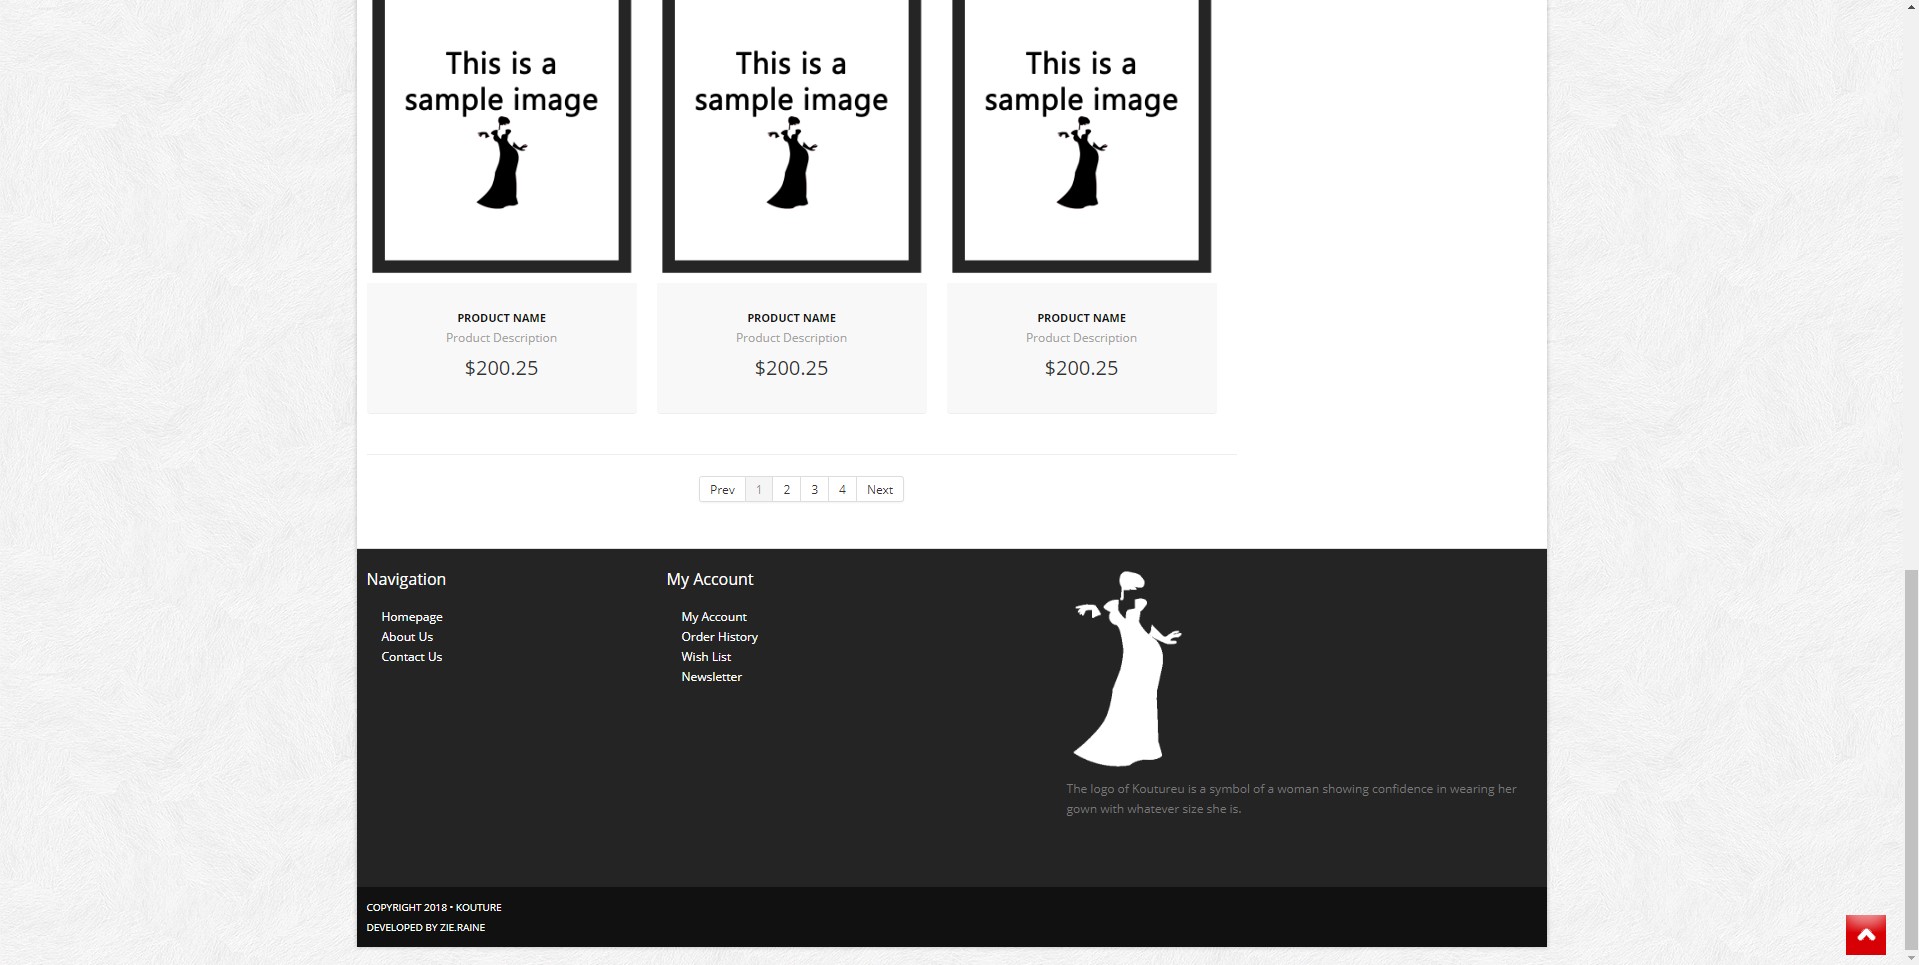 This is a
sample image
This is a
sample image
This is a
sample image
PRODUCT NAME
Product Description
$200.25
PRODUCT NAME
Product Description
$200.25
PRODUCT NAME
Product Description
$200.25
Prev 1 2 3 4 Next
Navigation
Homepage
About Us
Contact Us
My Account
My Account
Order History
Wish List
Newsletter
The logo of Koutureu is a symbol of a woman showing confidence in wearing her
gown with whatever size she is.
COPYRIGHT 2018 • KOUTURE
DEVELOPED BY ZIE.RAINE